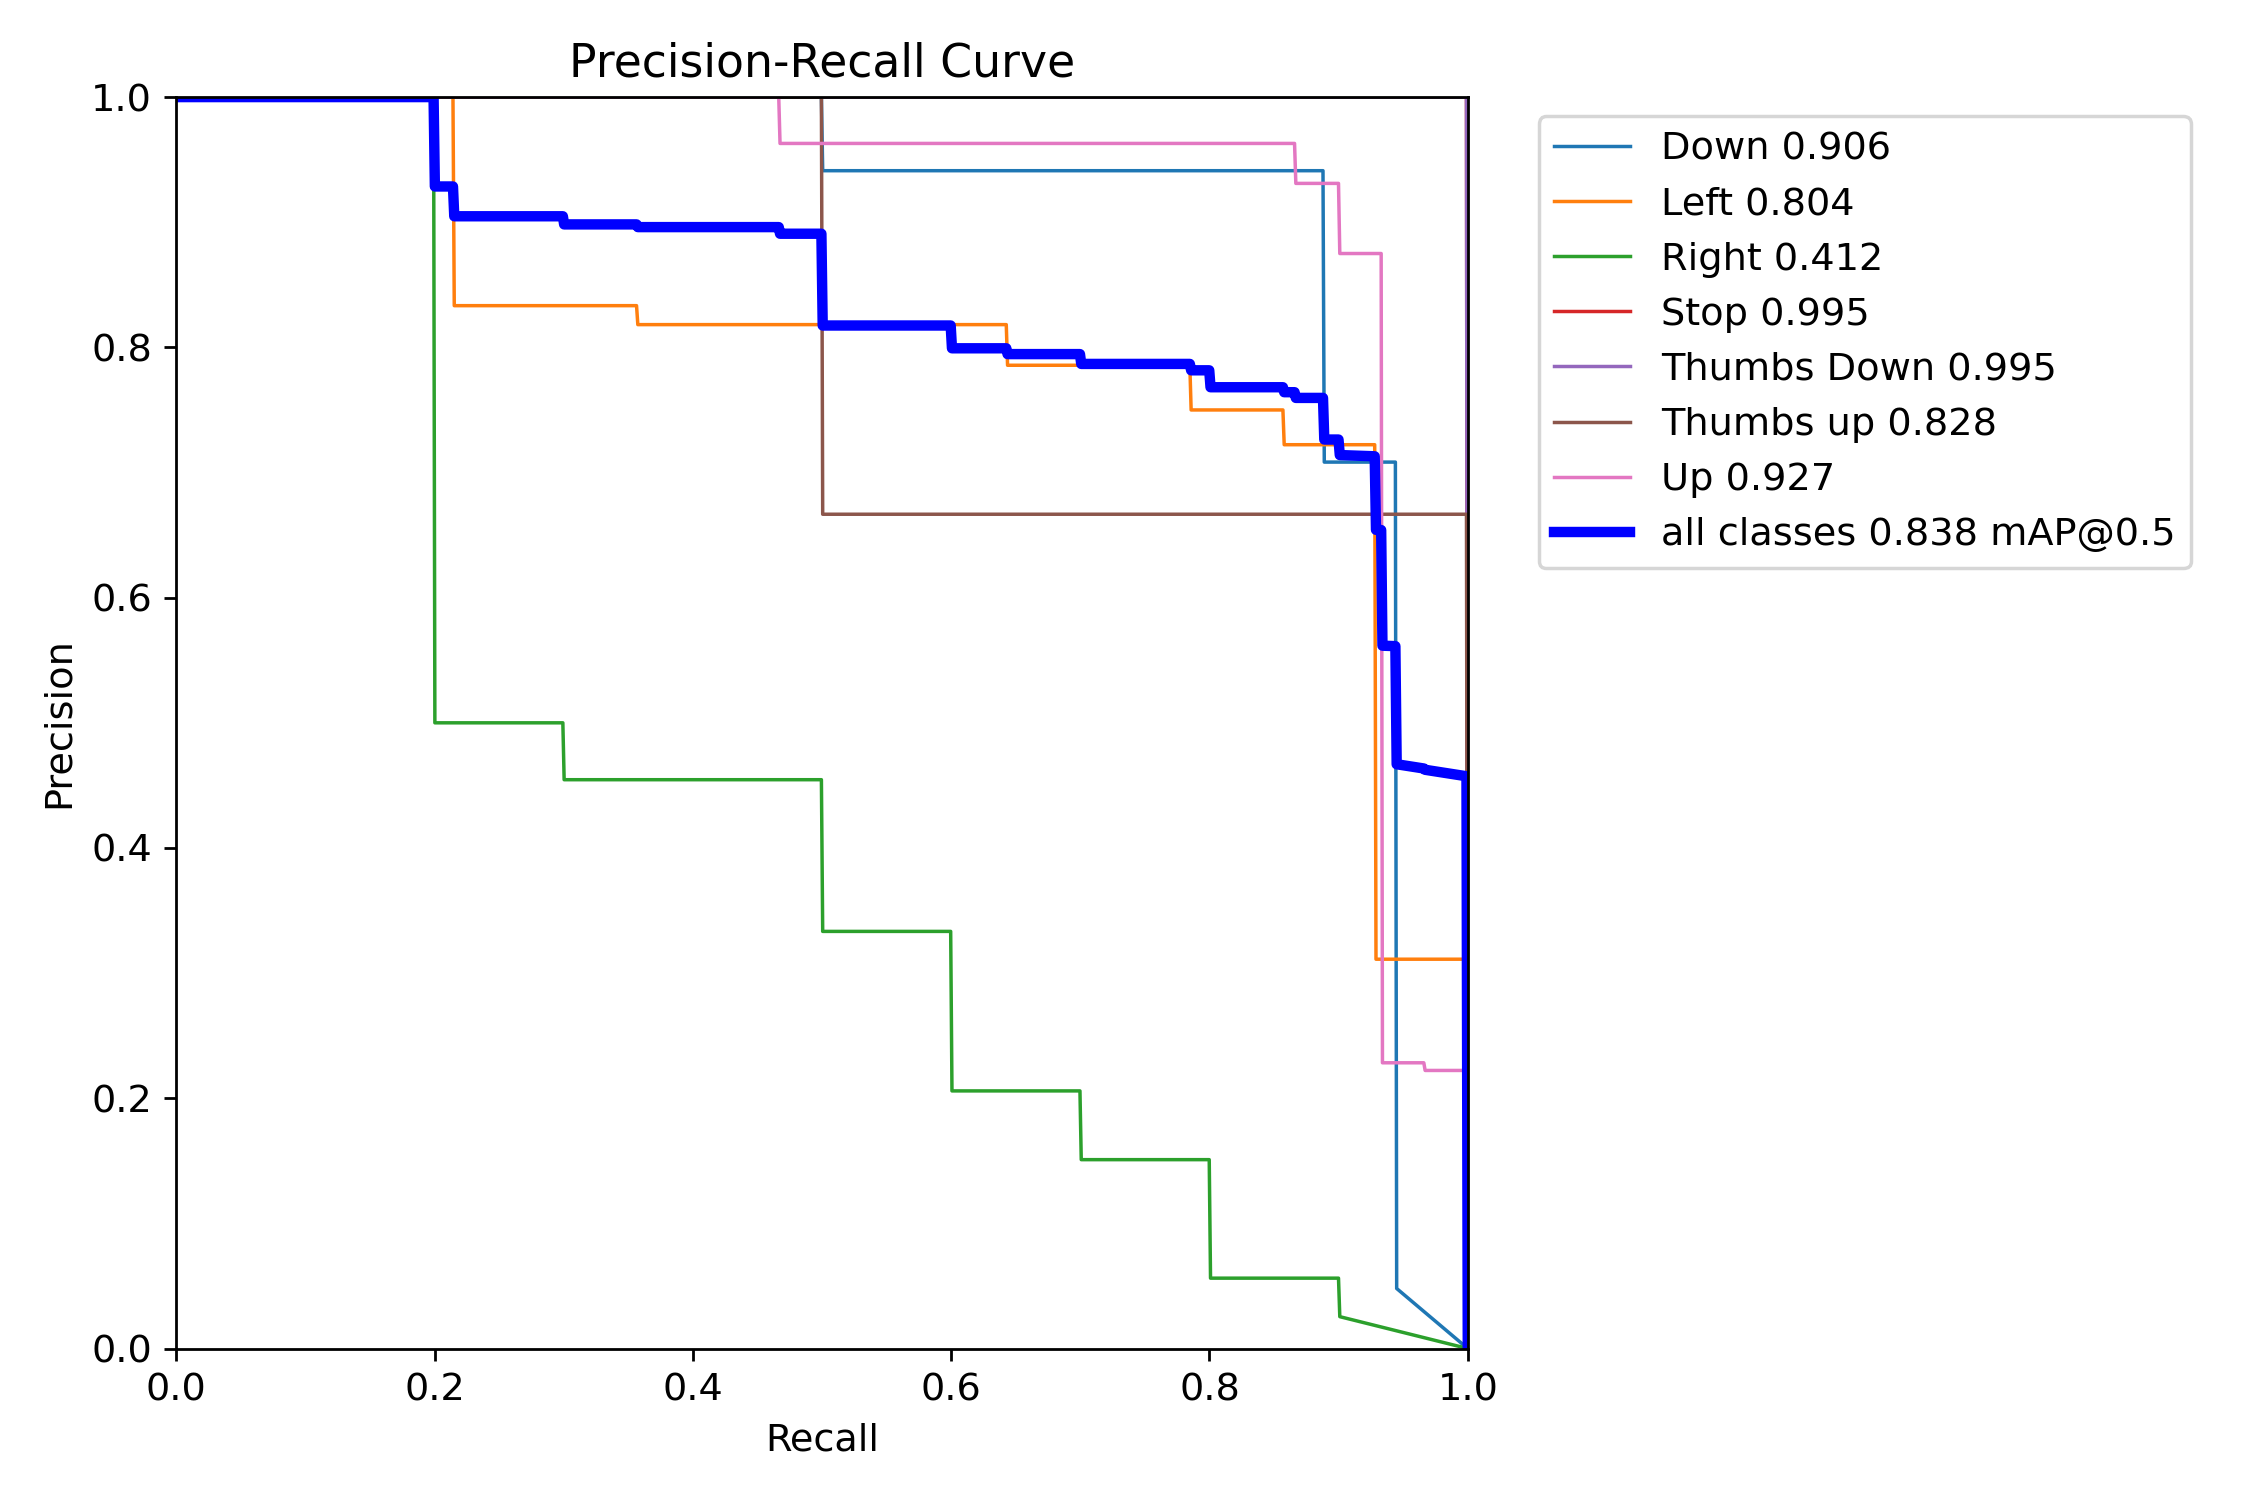 Precision-Recall Curve
1.0
0.8
0.6
0.4
0.2
0.0
Precision
0.0 0.2 0.4 0.6 0.8 1.0
Recall
Down 0.906
Left 0.804
Right 0.412
Stop 0.995
Thumbs Down 0.995
Thumbs up 0.828
Up 0.927
all classes 0.838 mAP@0.5